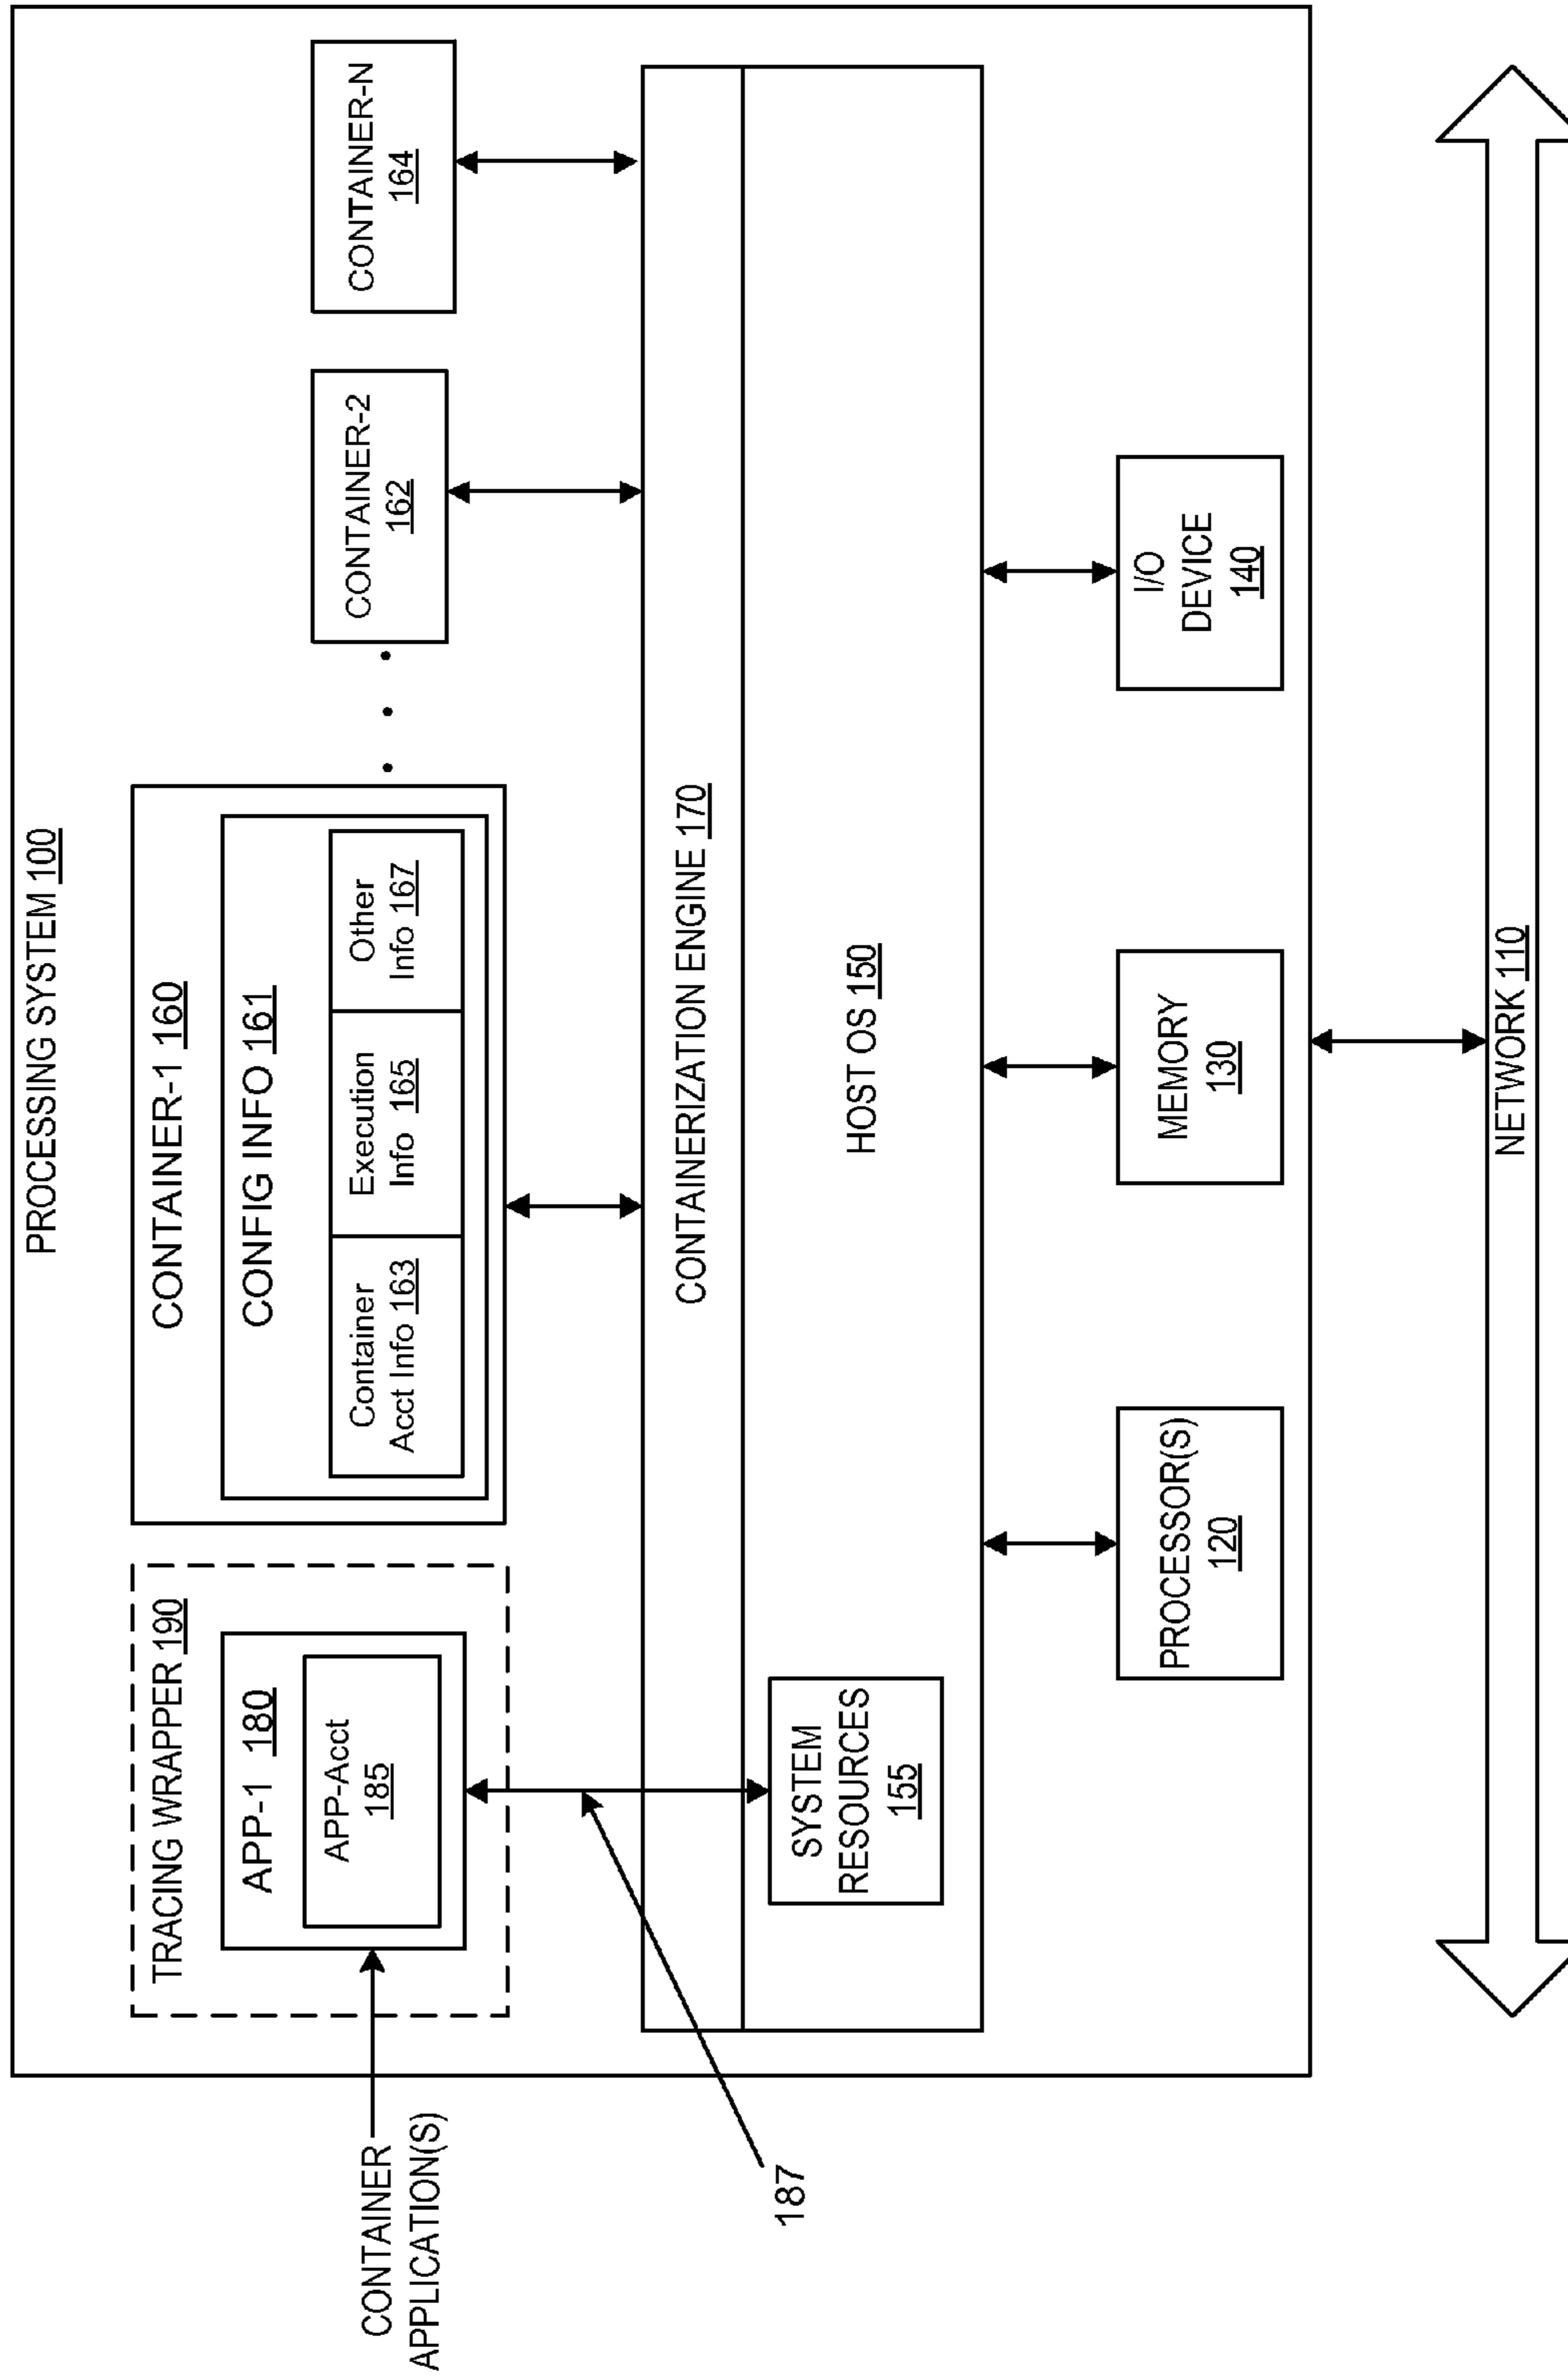 PROCESSING SYSTEM 100
TRACING WRAPPER 190
APP-1 180
APP-Acct
185
CONTAINER
APPLICATION(S)
CONTAINER-1 160
CONFIG INFO 161
Container
Acct Info 163
Execution
Info 165
Other
Info 167
CONTAINER-2
162
CONTAINER-N
164
187
CONTAINERIZATION ENGINE 170
HOST OS 150
SYSTEM
RESOURCES
155
PROCESSOR(S)
120
MEMORY
130
I/O
DEVICE
140
NETWORK 110